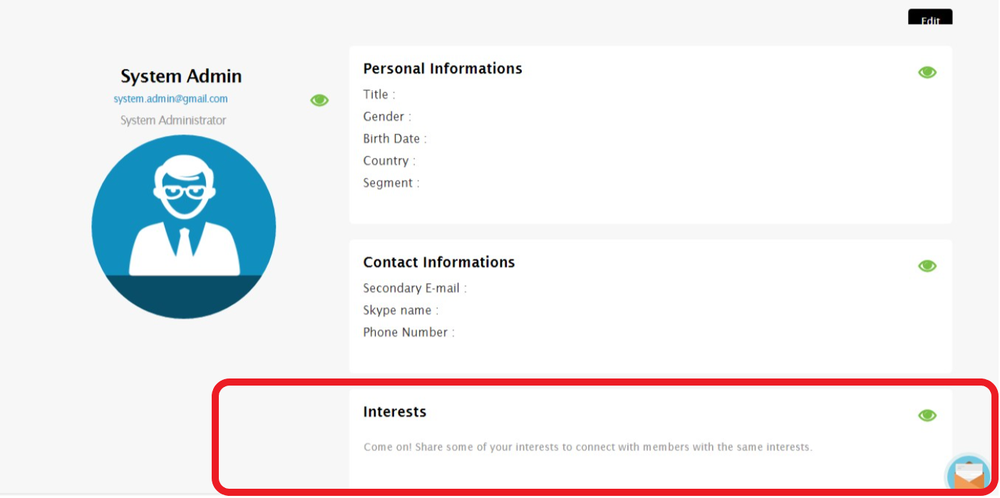 Edit
System Admin
system.admin@gmail.com
System Administrator
Personal Informations
Title :
Gender :
Birth Date :
Country :
Segment :
Contact Informations
Secondary E-mail :
Skype name :
Phone Number :
Interests
Come on! Share some of your interests to connect with members with the same interests.